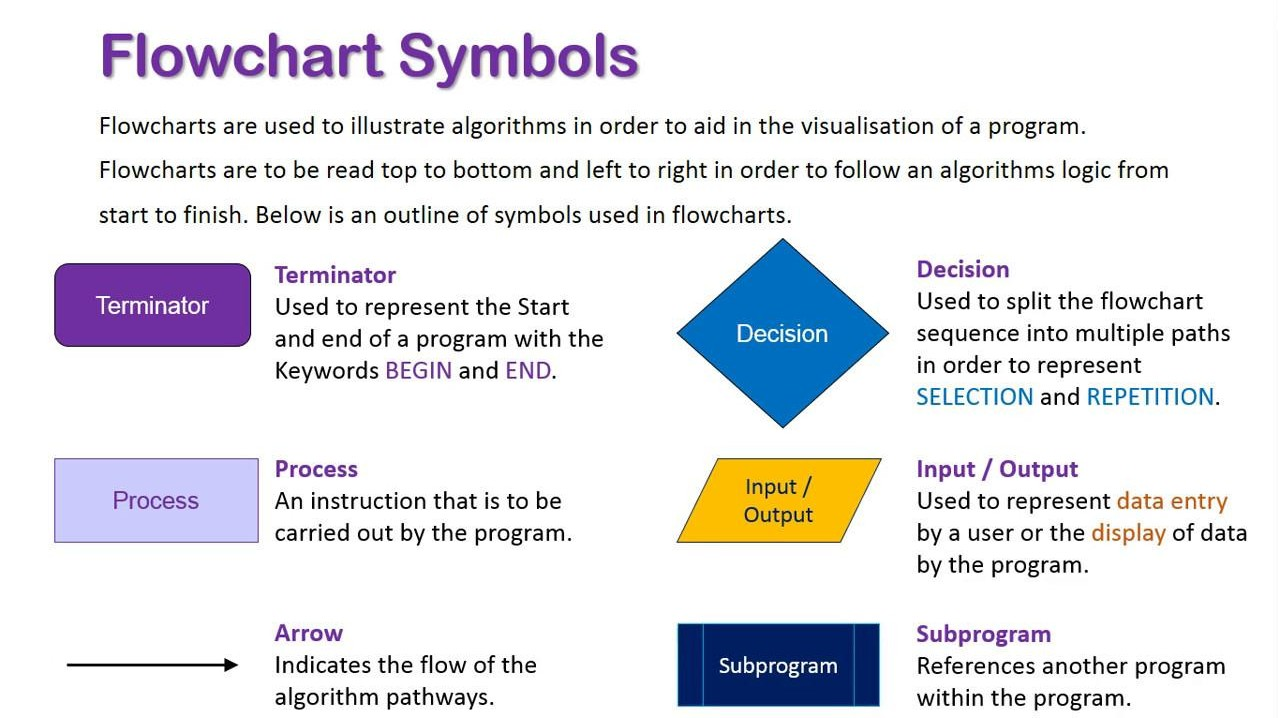 Flowchart Symbols
Flowcharts are used to illustrate algorithms in order to aid in the visualisation of a program.
Flowcharts are to be read top to bottom and left to right in order to follow an algorithms logic from
start to finish. Below is an outline of symbols used in flowcharts.
Terminator
Terminator
Used to represent the Start
and end of a program with the
Keywords BEGIN and END.
Decision
Decision
Used to split the flowchart
sequence into multiple paths
in order to represent
SELECTION and REPETITION.
Process
Process
An instruction that is to be
carried out by the program.
Input /
Output
Input / Output
Used to represent data entry
by a user or the display of data
by the program.
Arrow
Indicates the flow of the
algorithm pathways.
Subprogram
Subprogram
References another program
within the program.